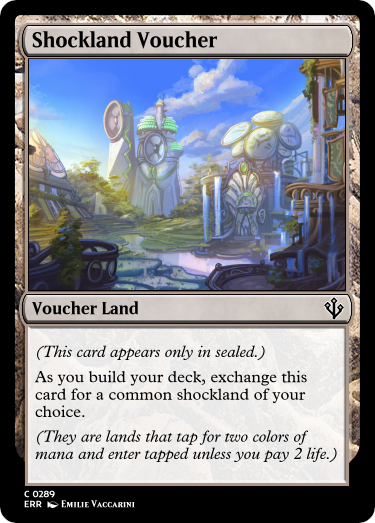 Shockland Voucher
Voucher Land
(This card appears only in sealed.)
As you build your deck, exchange this
card for a common shockland of your
choice.
(They are lands that tap for two colors of
mana and enter tapped unless you pay 2 life.)
C 0289
ERR Emilie Vaccarini